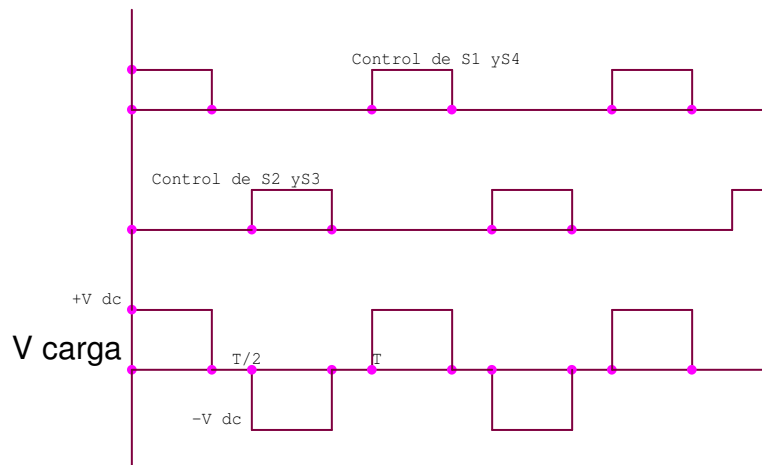 Control de S1 yS4
Control de S2 yS3
+V dc
V carga
T/2
T
−V dc